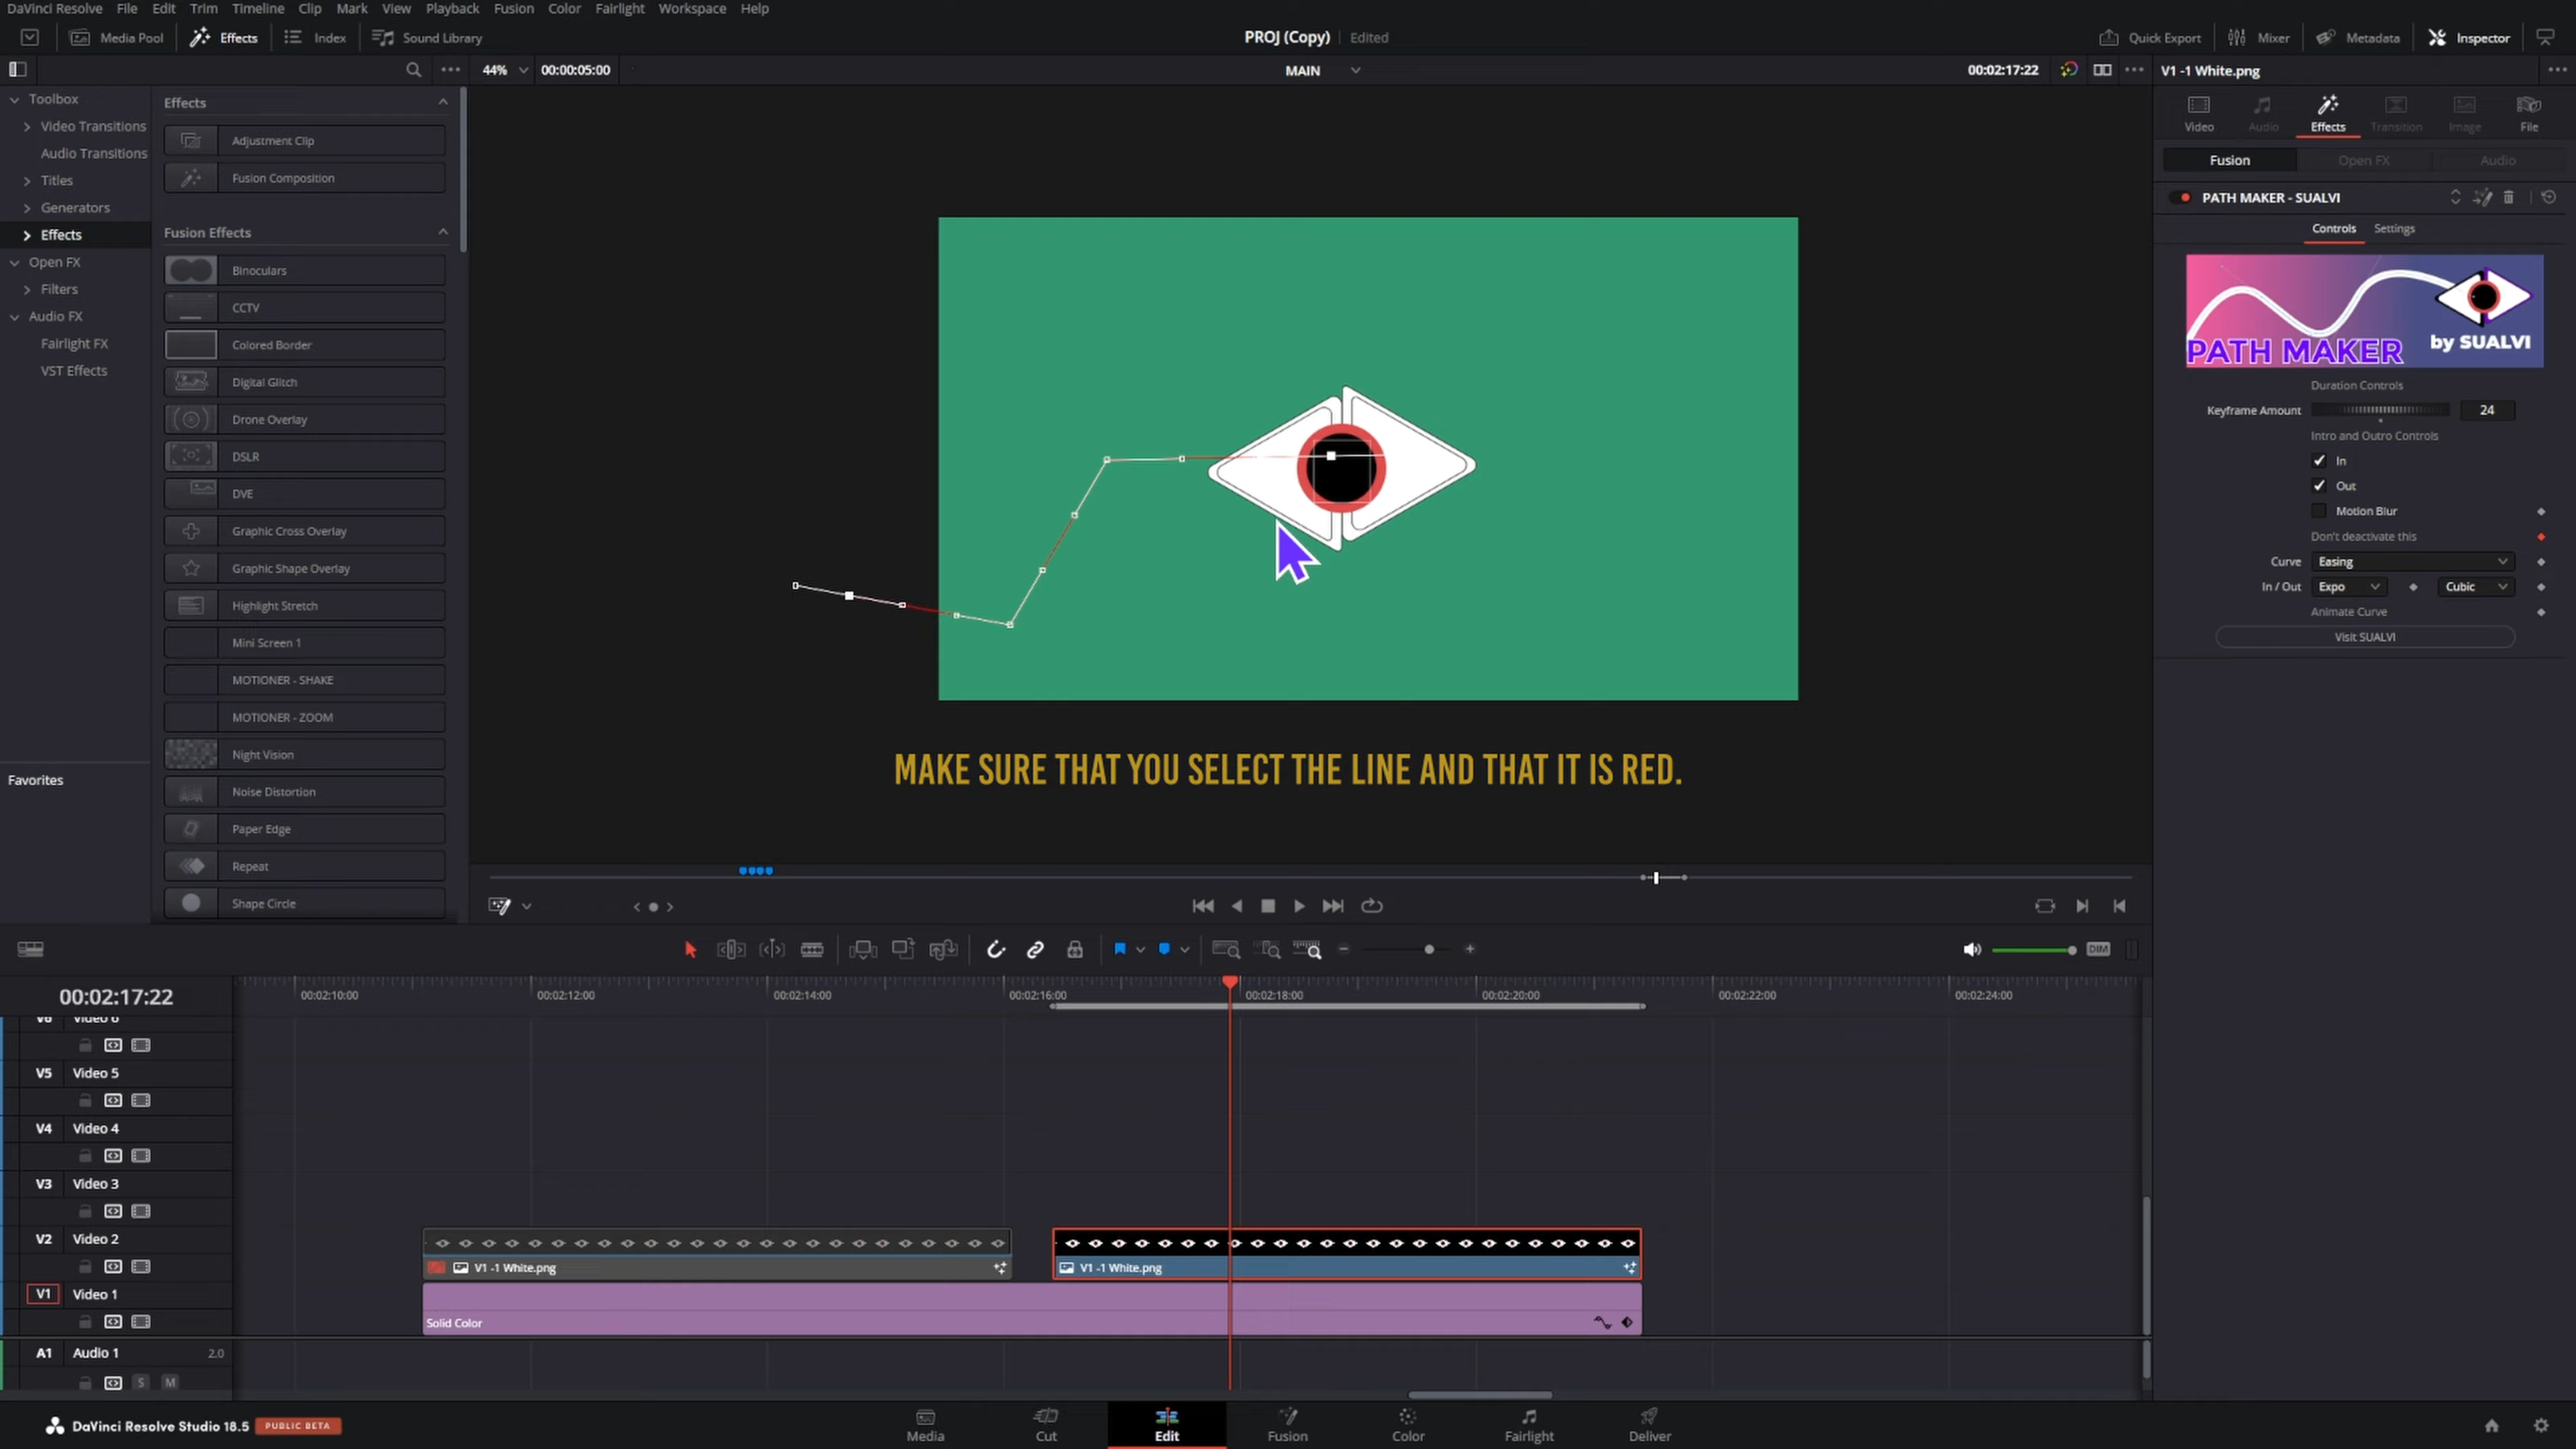 DaVinci Resolve File Edit Trim Timeline Clip Mark View Playback Fusion Color Fairlight Workspace Help
Media Pool Effects Index Sound Library PROJ (Copy) Edited Quick Export Mixer Metadata Inspector
44% 00:00:05:00 MAIN 00:02:17:22 V1 -1 White.png
Toolbox
Video Transitions
Audio Transitions
Titles
Generators
Effects
Open FX
Filters
Audio FX
Fairlight FX
VST Effects
Favorites
Effects
Adjustment Clip
Fusion Composition
Fusion Effects
Binoculars
CCTV
Colored Border
Digital Glitch
Drone Overlay
DSLR
DVE
Graphic Cross Overlay
Graphic Shape Overlay
Highlight Stretch
Mini Screen 1
MOTIONER - SHAKE
MOTIONER - ZOOM
Night Vision
Noise Distortion
Paper Edge
Repeat
Shape Circle
MAKE SURE THAT YOU SELECT THE LINE AND THAT IT IS RED.
Video Audio Effects Transition Image File
Fusion Open FX Audio
PATH MAKER - SUALVI
Controls Settings
PATH MAKER by SUALVI
Duration Controls
Keyframe Amount 24
Intro and Outro Controls
In
Out
Motion Blur
Don't deactivate this
Curve Easing
In / Out Expo Cubic
Animate Curve
Visit SUALVI
DIM
00:02:17:22 00:02:10:00 00:02:12:00 00:02:14:00 00:02:16:00 00:02:18:00 00:02:20:00 00:02:22:00 00:02:24:00
V6 Video 6
V5 Video 5
V4 Video 4
V3 Video 3
V2 Video 2
V1 -1 White.png V1 -1 White.png
V1 Video 1
Solid Color
A1 Audio 1 2.0
S M
DaVinci Resolve Studio 18.5 PUBLIC BETA
Media Cut Edit Fusion Color Fairlight Deliver